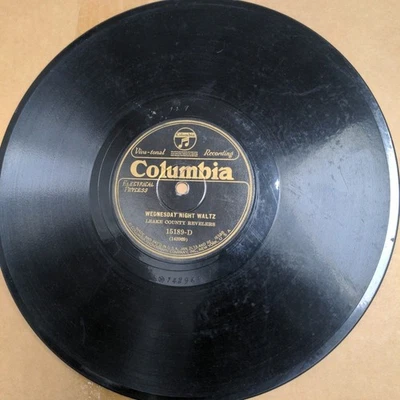 Viva-tonal Recording
Columbia
ELECTRICAL
PROCESS
WEDNESDAY NIGHT WALTZ
LEAKE COUNTY REVELERS
15189-D